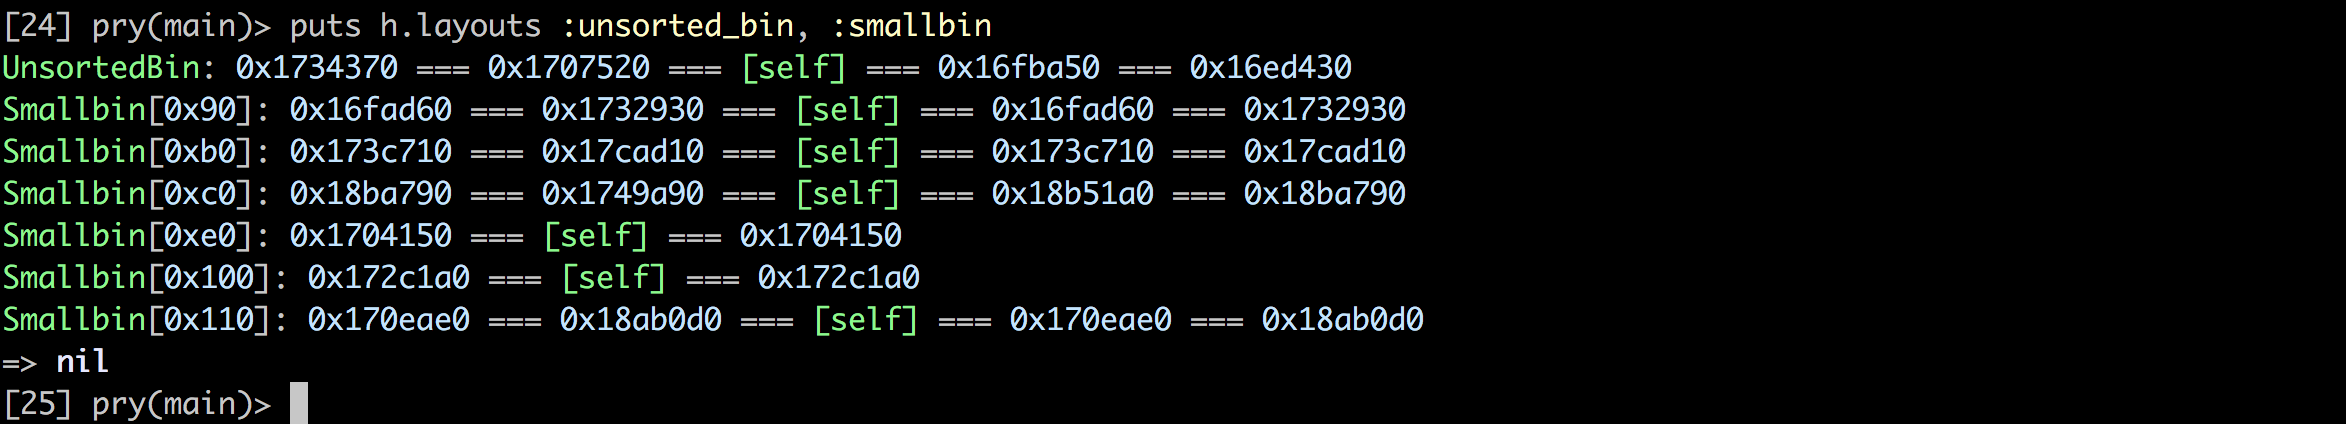 [24] pry(main)> puts h.layouts :unsorted_bin, :smallbin
UnsortedBin: 0x1734370 === 0x1707520 === [self] === 0x16fba50 === 0x16ed430
Smallbin[0x90]: 0x16fad60 === 0x1732930 === [self] === 0x16fad60 === 0x1732930
Smallbin[0xb0]: 0x173c710 === 0x17cad10 === [self] === 0x173c710 === 0x17cad10
Smallbin[0xc0]: 0x18ba790 === 0x1749a90 === [self] === 0x18b51a0 === 0x18ba790
Smallbin[0xe0]: 0x1704150 === [self] === 0x1704150
Smallbin[0x100]: 0x172c1a0 === [self] === 0x172c1a0
Smallbin[0x110]: 0x170eae0 === 0x18ab0d0 === [self] === 0x170eae0 === 0x18ab0d0
=> nil
[25] pry(main)>